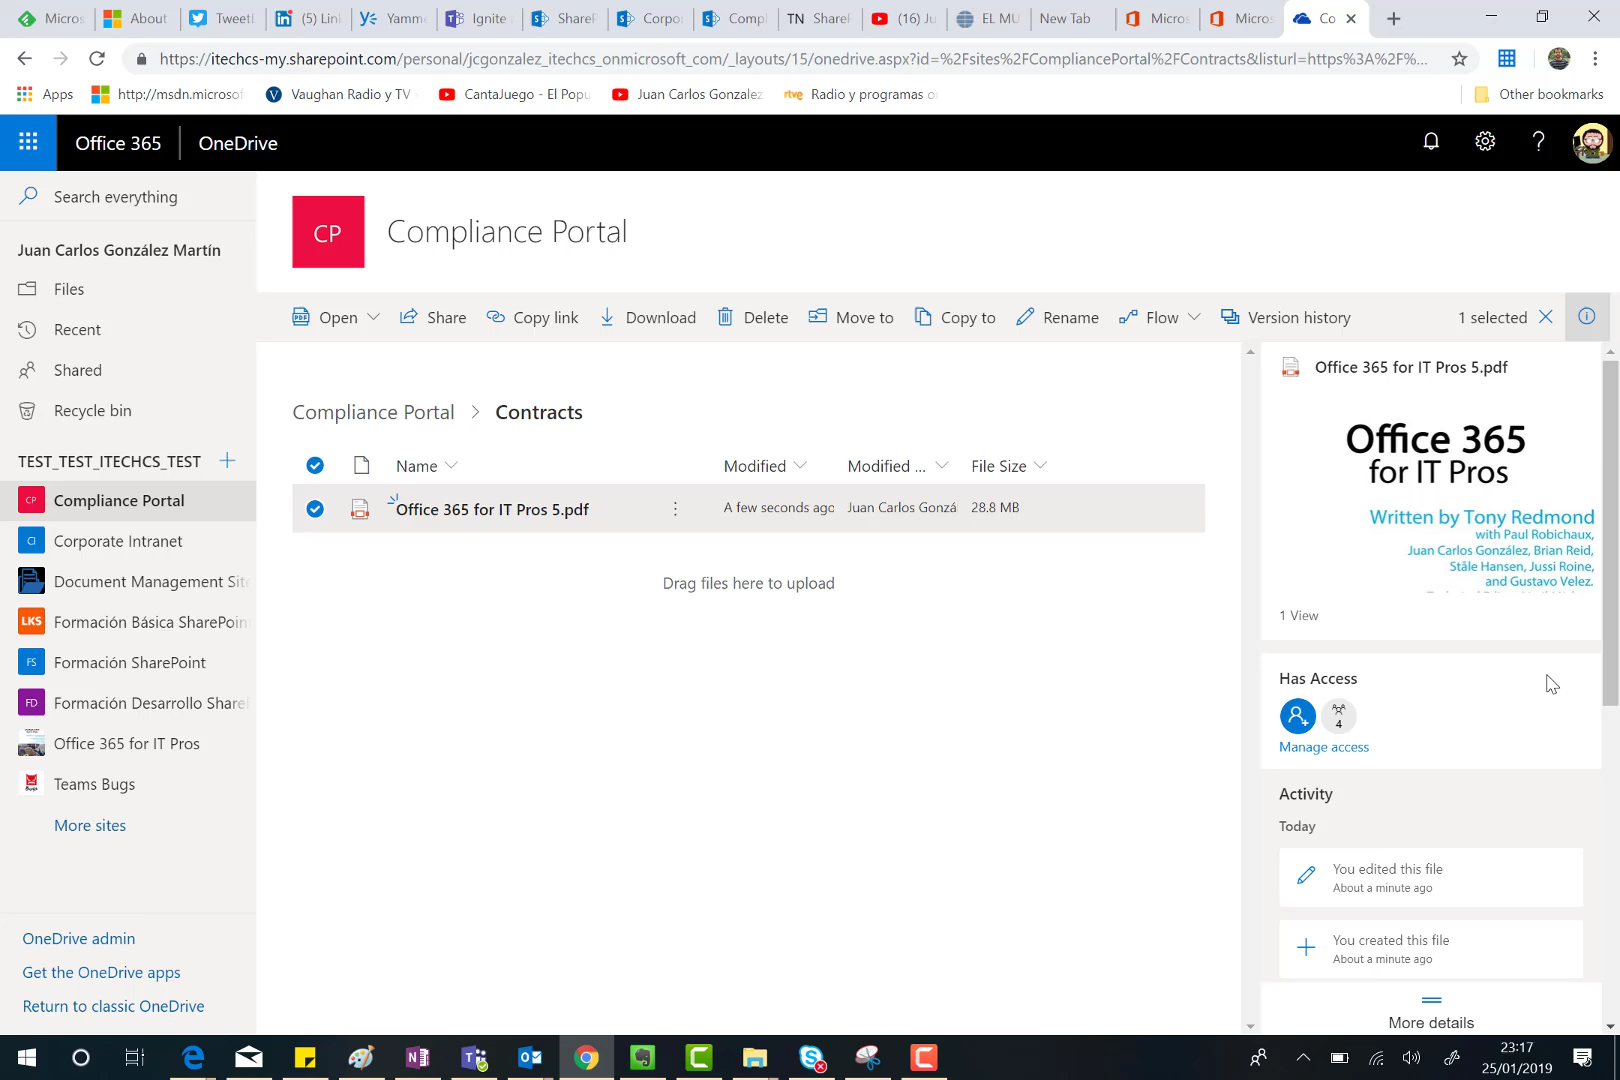 Micros
About
TweetD
(5) Link
Yamme
Ignite
ShareP
Corpo
Compl
TN ShareP
(16) Ju
EL MU
New Tab
Micros
Micros
Co
https://itechcs-my.sharepoint.com/personal/jcgonzalez_itechcs_onmicrosoft_com/_layouts/15/onedrive.aspx?id=%2Fsites%2FCompliancePortal%2FContracts&listurl=https%3A%2F%...
Apps
http://msdn.microsof
Vaughan Radio y TV
CantaJuego - El Popu
Juan Carlos Gonzalez
rtve Radio y programas
Other bookmarks
Office 365
OneDrive
Search everything
Juan Carlos González Martín
Files
Recent
Shared
Recycle bin
TEST_TEST_ITECHCS_TEST
CP Compliance Portal
CI Corporate Intranet
Document Management Sit
LKS Formación Básica SharePoin
FS Formación SharePoint
FD Formación Desarrollo Share
Office 365 for IT Pros
Teams Bugs
More sites
OneDrive admin
Get the OneDrive apps
Return to classic OneDrive
CP Compliance Portal
Open
Share
Copy link
Download
Delete
Move to
Copy to
Rename
Flow
Version history
1 selected
Compliance Portal > Contracts
Name
Modified
Modified ...
File Size
Office 365 for IT Pros 5.pdf
A few seconds ago
Juan Carlos Gonzá
28.8 MB
Drag files here to upload
Office 365 for IT Pros 5.pdf
Office 365
for IT Pros
Written by Tony Redmond
with Paul Robichaux,
Juan Carlos González, Brian Reid,
Ståle Hansen, Jussi Roine,
and Gustavo Velez.
1 View
Has Access
4
Manage access
Activity
Today
You edited this file
About a minute ago
You created this file
About a minute ago
More details
23:17
25/01/2019